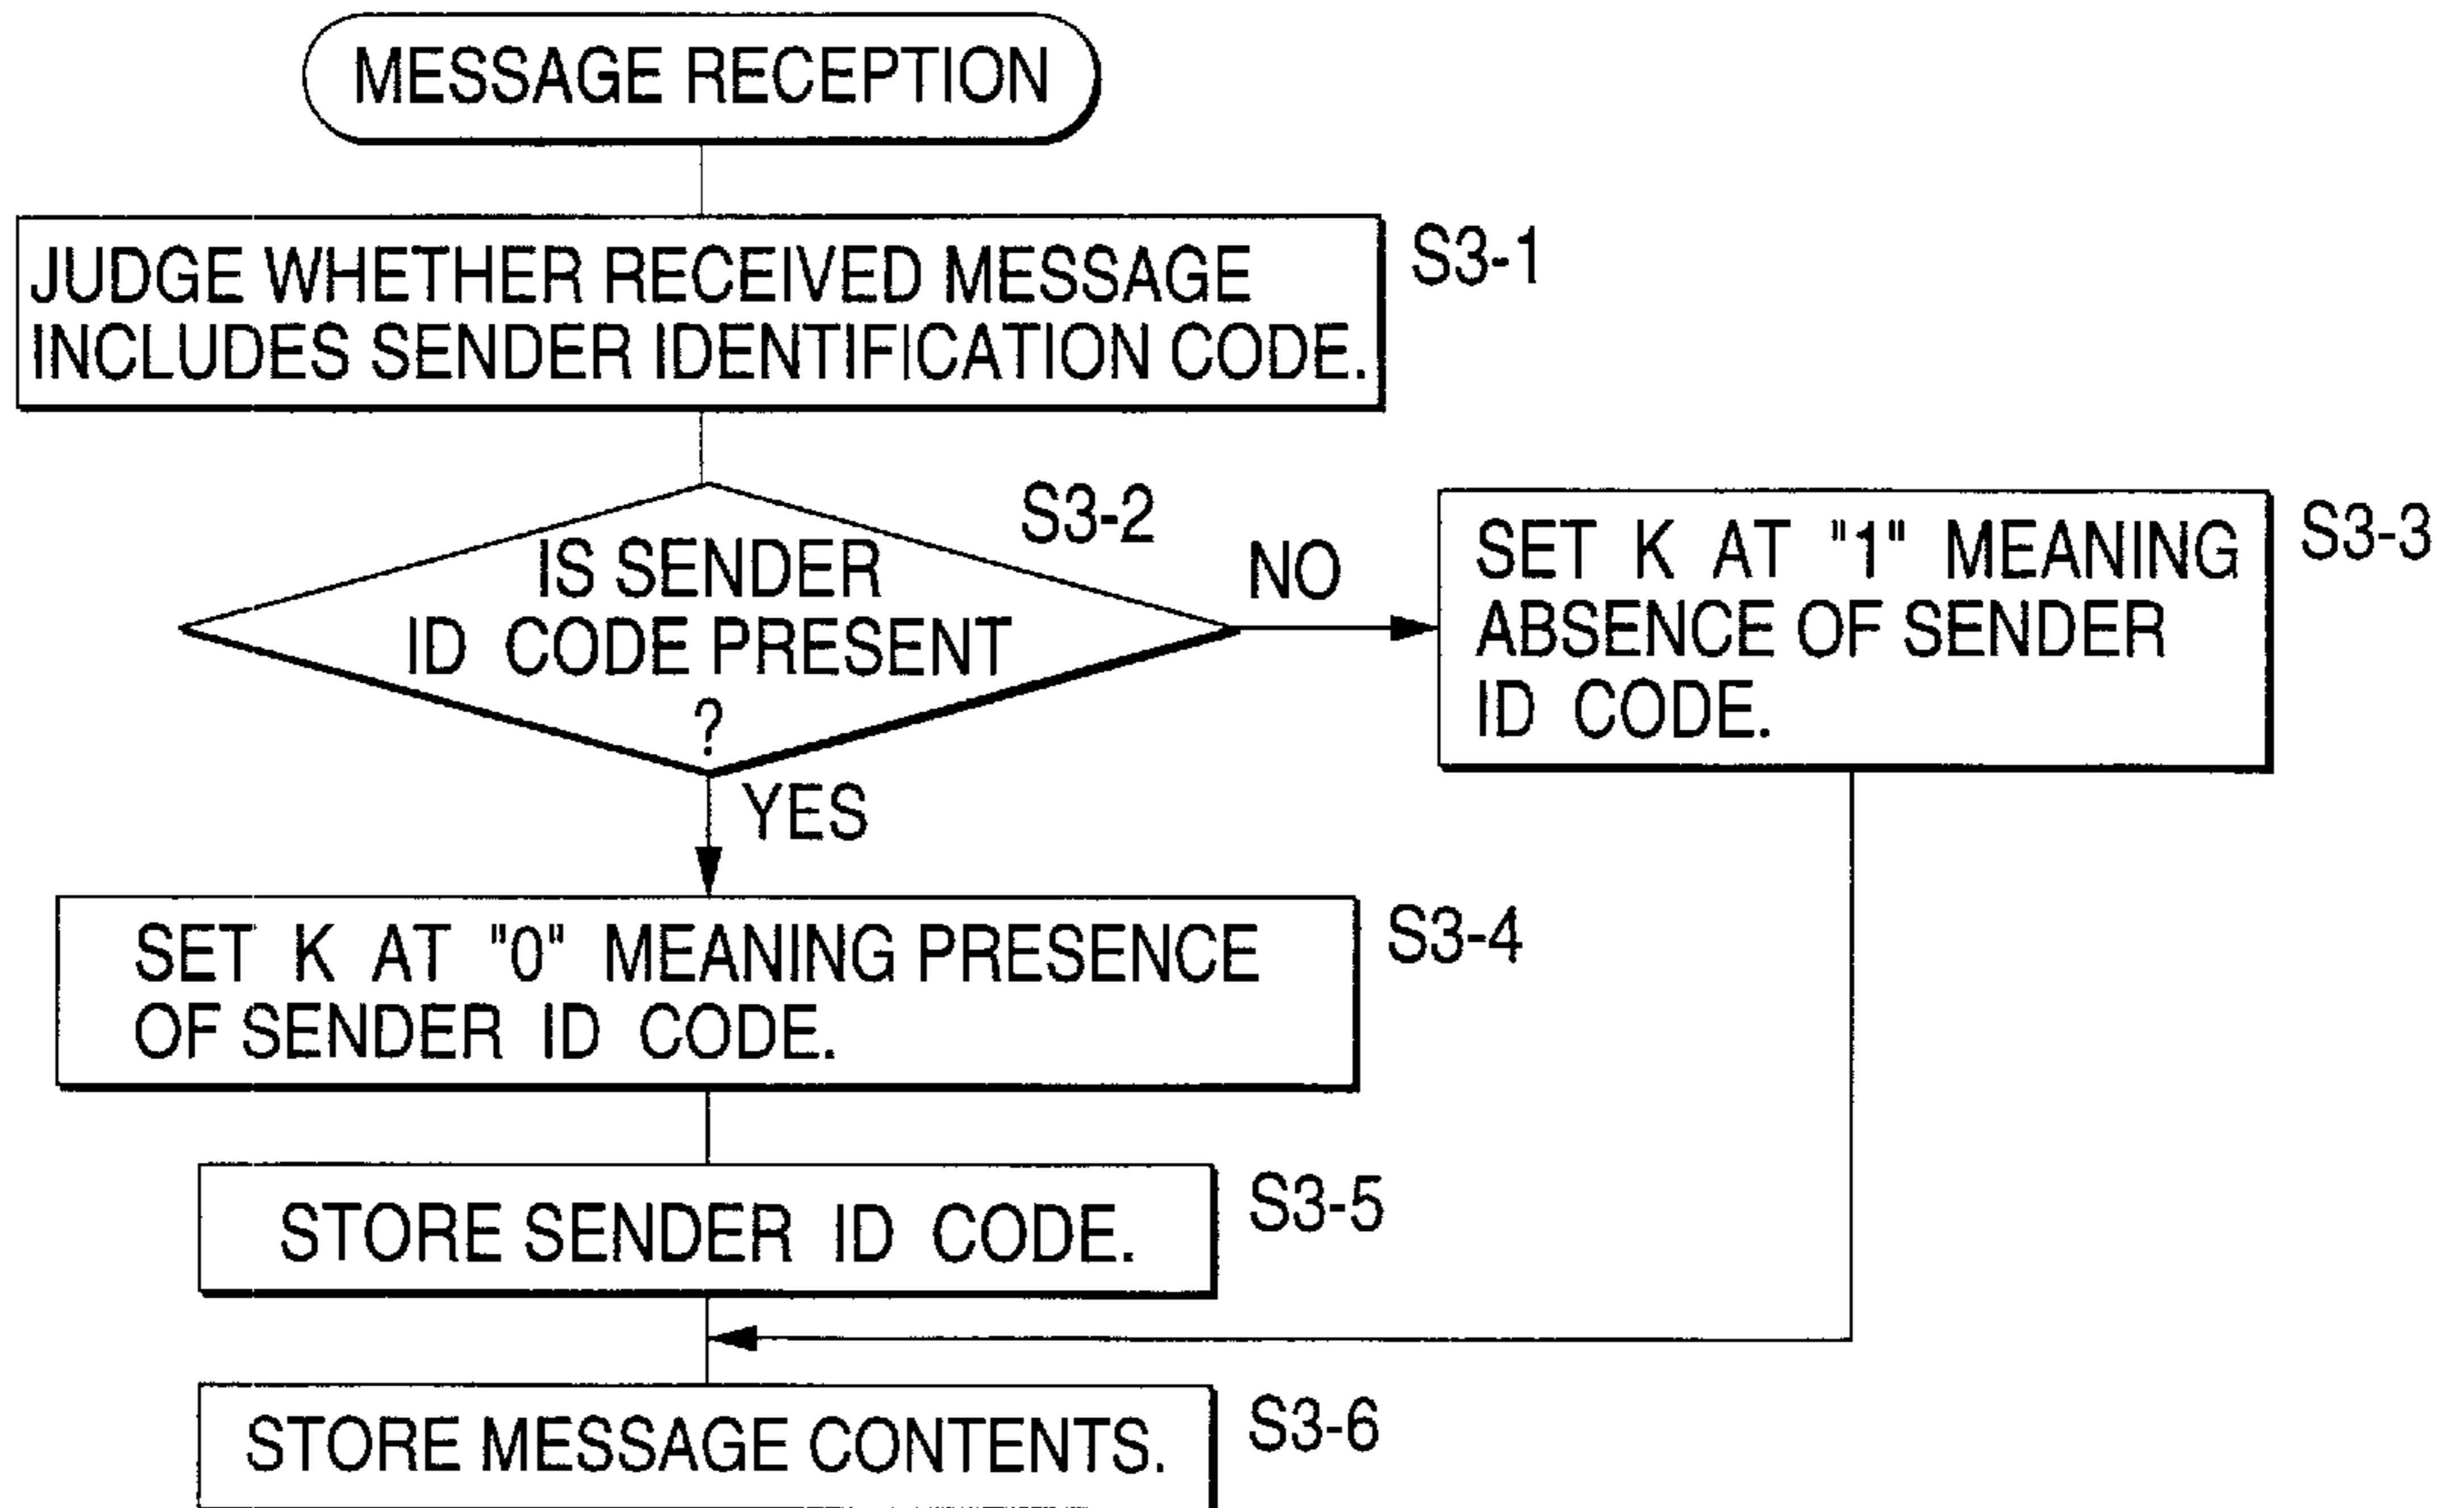 MESSAGE RECEPTION
JUDGE WHETHER RECEIVED MESSAGE
INCLUDES SENDER IDENTIFICATION CODE.
S3-1
S3-2
IS SENDER
ID CODE PRESENT
?
NO
YES
SET K AT "1" MEANING
ABSENCE OF SENDER
ID CODE.
S3-3
SET K AT "0" MEANING PRESENCE
OF SENDER ID CODE.
S3-4
STORE SENDER ID CODE.
S3-5
STORE MESSAGE CONTENTS.
S3-6